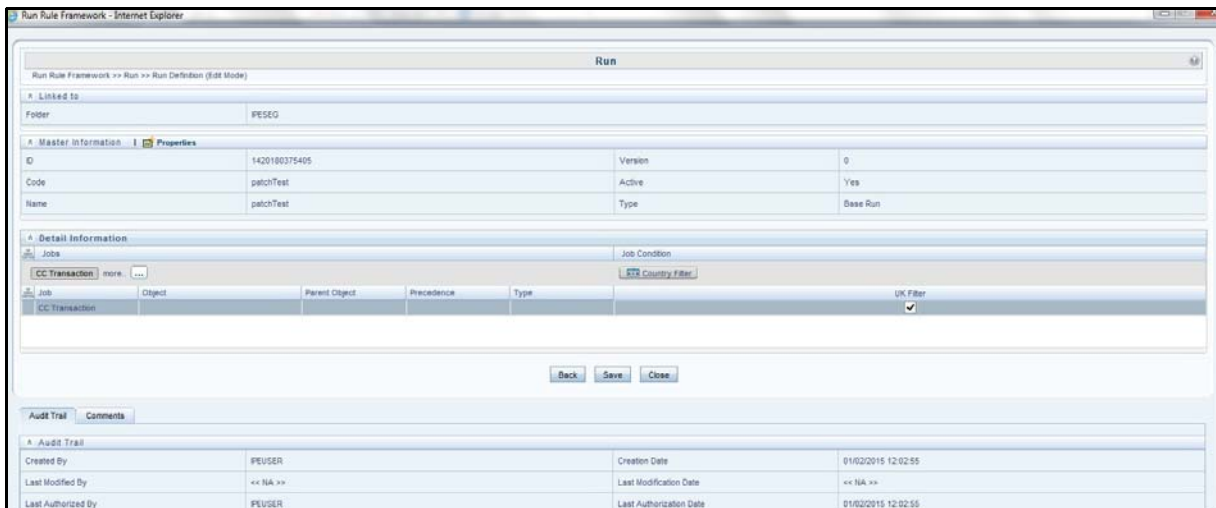 Run Rule Framework - Internet Explorer
Run
Run Rule Framework >> Run >> Run Definition (Edit Mode)
Linked to
Folder IPESEG
Master Information | Properties
ID 1420180375405 Version 0
Code patchTest Active Yes
Name patchTest Type Base Run
Detail Information
Jobs Job Condition
CC Transaction more.. ... Country Filter
Job Object Parent Object Precedence Type UK Filter
CC Transaction
Back Save Close
Audit Trail Comments
Audit Trail
Created By IPEUSER Creation Date 01/02/2015 12:02:55
Last Modified By << NA >> Last Modification Date << NA >>
Last Authorized By IPEUSER Last Authorization Date 01/02/2015 12:02:55